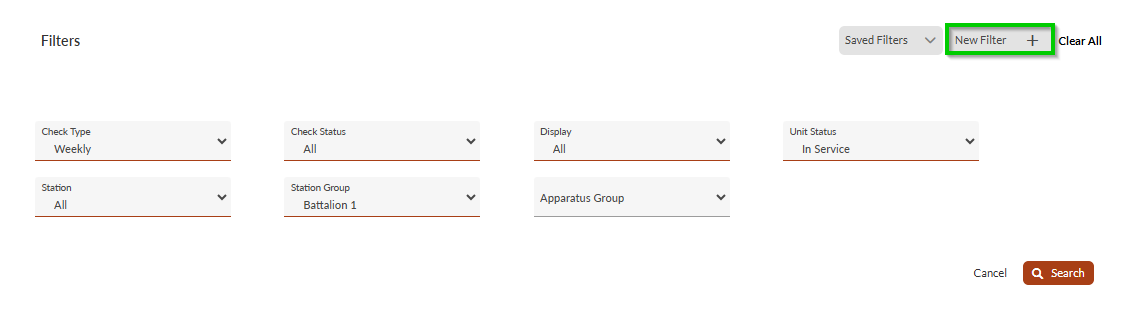 Filters
Saved Filters
New Filter +
Clear All
Check Type
Weekly
Check Status
All
Display
All
Unit Status
In Service
Station
All
Station Group
Battalion 1
Apparatus Group
Cancel
Search